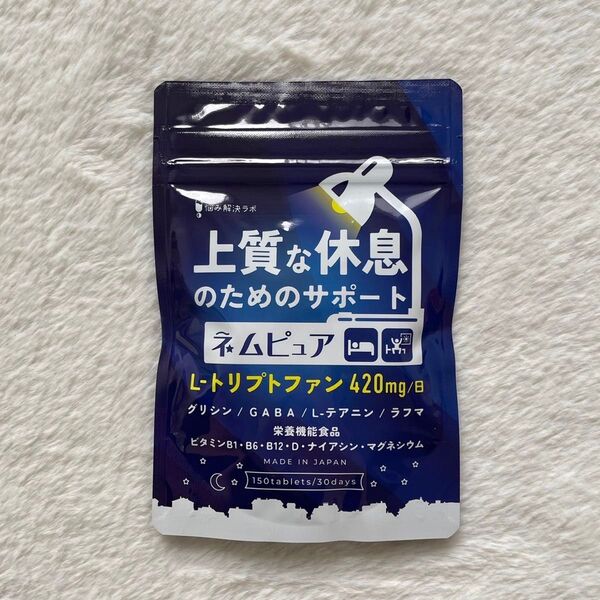 悩み解決ラボ
上質な休息
のためのサポート
ネムピュア
L-トリプトファン 420mg/日
グリシン / GABA / L-テアニン / ラフマ
栄養機能食品
ビタミンB1・B6・B12・D・ナイアシン・マグネシウム
MADE IN JAPAN
150tablets/30days